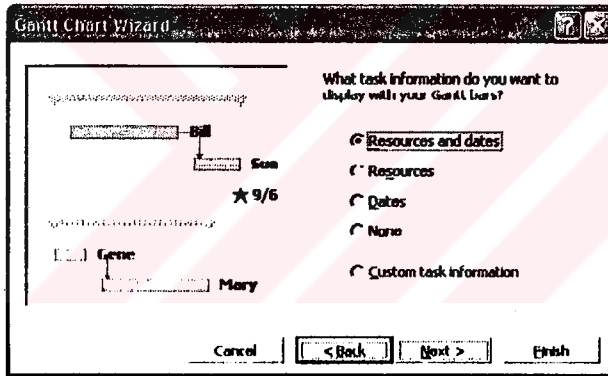 Gantt Chart Wizard
What task information do you want to
display with your Gantt bars?
Bill
Sue
9/6
Gene
Mary
Resources and dates
Resources
Dates
None
Custom task information
Cancel
< Back
Next >
Finish